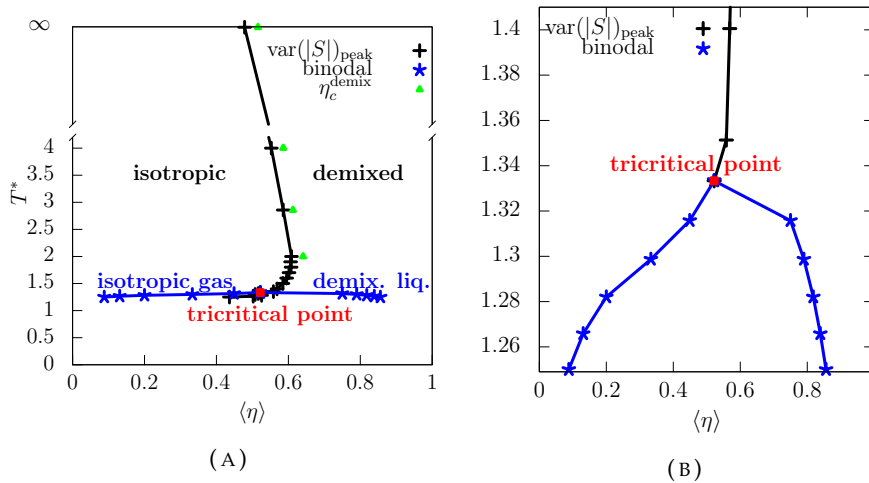 ∞
var(|S|)peak
binodal
η_c^demix
4
3.5
3
2.5
2
1.5
1
0.5
0
T*
isotropic
demixed
isotropic gas
demix. liq.
tricritical point
0 0.2 0.4 0.6 0.8 1
⟨η⟩
(A)
1.4
1.38
1.36
1.34
1.32
1.3
1.28
1.26
var(|S|)peak
binodal
tricritical point
0 0.2 0.4 0.6 0.8
⟨η⟩
(B)